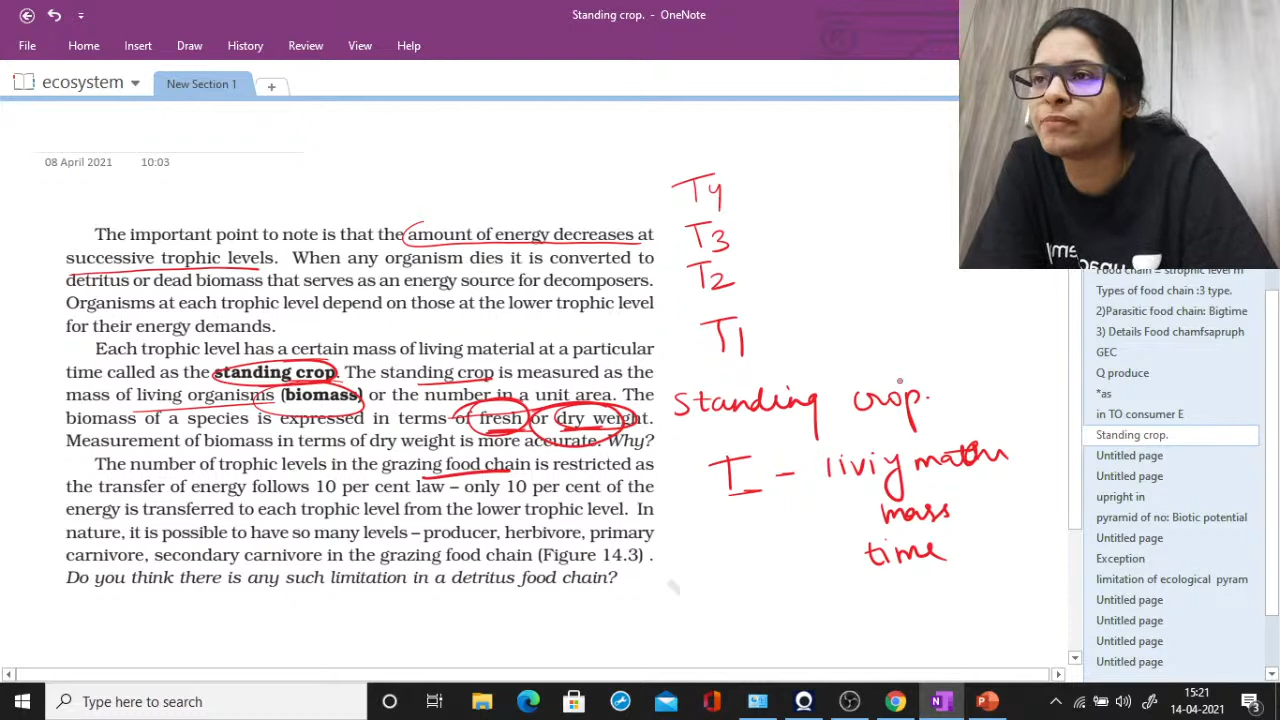 Standing crop. - OneNote
File Home Insert Draw History Review View Help
ecosystem New Section 1 +
08 April 2021 10:03
The important point to note is that the amount of energy decreases at
successive trophic levels. When any organism dies it is converted to
detritus or dead biomass that serves as an energy source for decomposers.
Organisms at each trophic level depend on those at the lower trophic level
for their energy demands.
Each trophic level has a certain mass of living material at a particular
time called as the standing crop. The standing crop is measured as the
mass of living organisms (biomass) or the number in a unit area. The
biomass of a species is expressed in terms of fresh or dry weight.
Measurement of biomass in terms of dry weight is more accurate. Why?
The number of trophic levels in the grazing food chain is restricted as
the transfer of energy follows 10 per cent law – only 10 per cent of the
energy is transferred to each trophic level from the lower trophic level. In
nature, it is possible to have so many levels – producer, herbivore, primary
carnivore, secondary carnivore in the grazing food chain (Figure 14.3) .
Do you think there is any such limitation in a detritus food chain?
T4
T3
T2
T1
standing crop.
I -
mass
time
Food chain = strophic level m
Types of food chain :3 type.
2)Parasitic food chain: Bigtime
3) Details Food chamfsapruph
GEC
Q produce
*as
in TO consumer E
Standing crop.
Untitled page
Untitled page
upright in
pyramid of no: Biotic potential
Untitled page
Exception
limitation of ecological pyram
Untitled page
Untitled page
Untitled page
Untitled page
Type here to search
15:21
14-04-2021
3